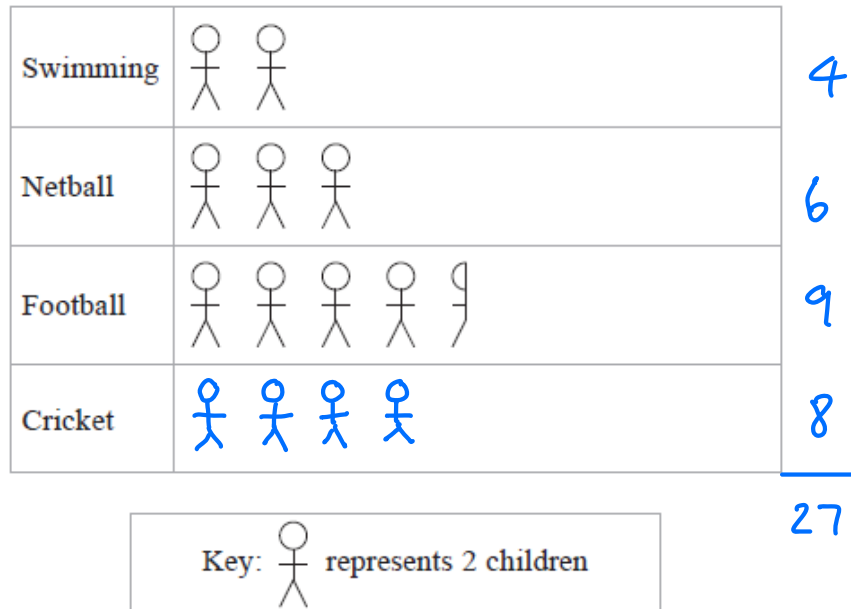 Swimming 4
Netball 6
Football 9
Cricket 8
27
Key: represents 2 children